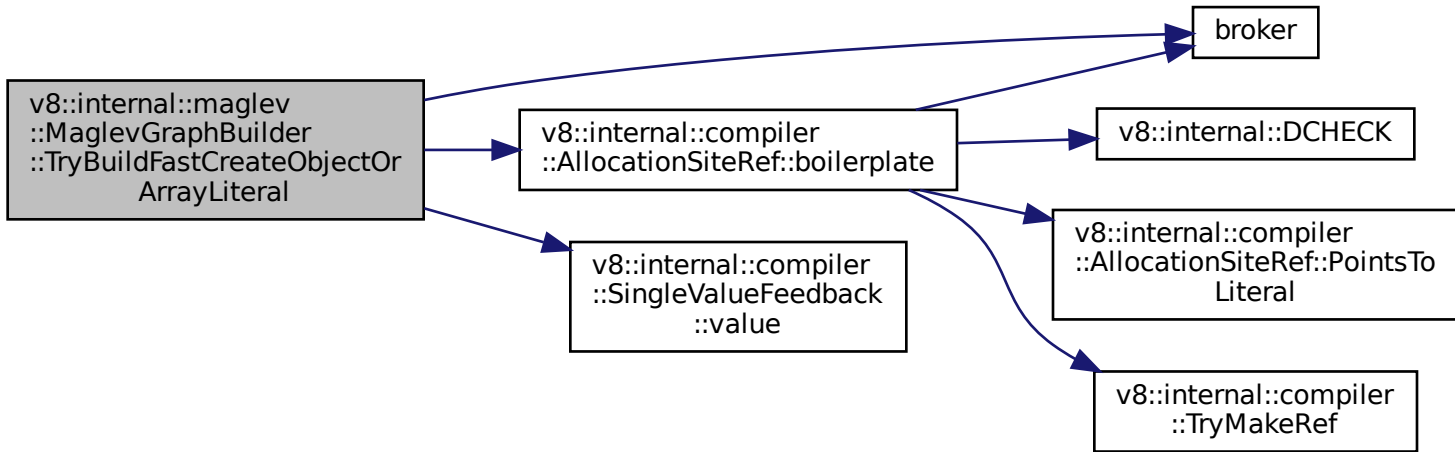 v8::internal::maglev
::MaglevGraphBuilder
::TryBuildFastCreateObjectOr
ArrayLiteral
v8::internal::compiler
::AllocationSiteRef::boilerplate
v8::internal::compiler
::SingleValueFeedback
::value
broker
v8::internal::DCHECK
v8::internal::compiler
::AllocationSiteRef::PointsTo
Literal
v8::internal::compiler
::TryMakeRef